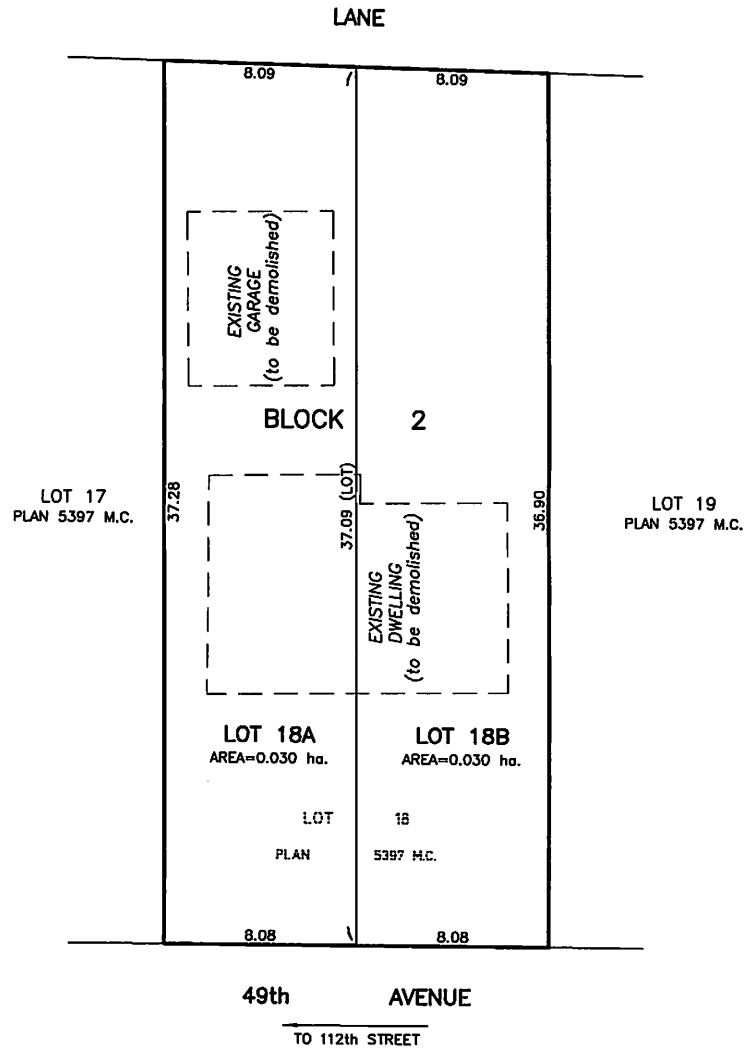 LANE
8.09
8.09
EXISTING
GARAGE
(to be demolished)
BLOCK 2
LOT 17
PLAN 5397 M.C.
37.28
37.09 (LOT)
36.90
LOT 19
PLAN 5397 M.C.
EXISTING
DWELLING
(to be demolished)
LOT 18A
AREA=0.030 ha.
LOT 18B
AREA=0.030 ha.
LOT 18
PLAN 5397 M.C.
8.08
8.08
49th AVENUE
TO 112th STREET